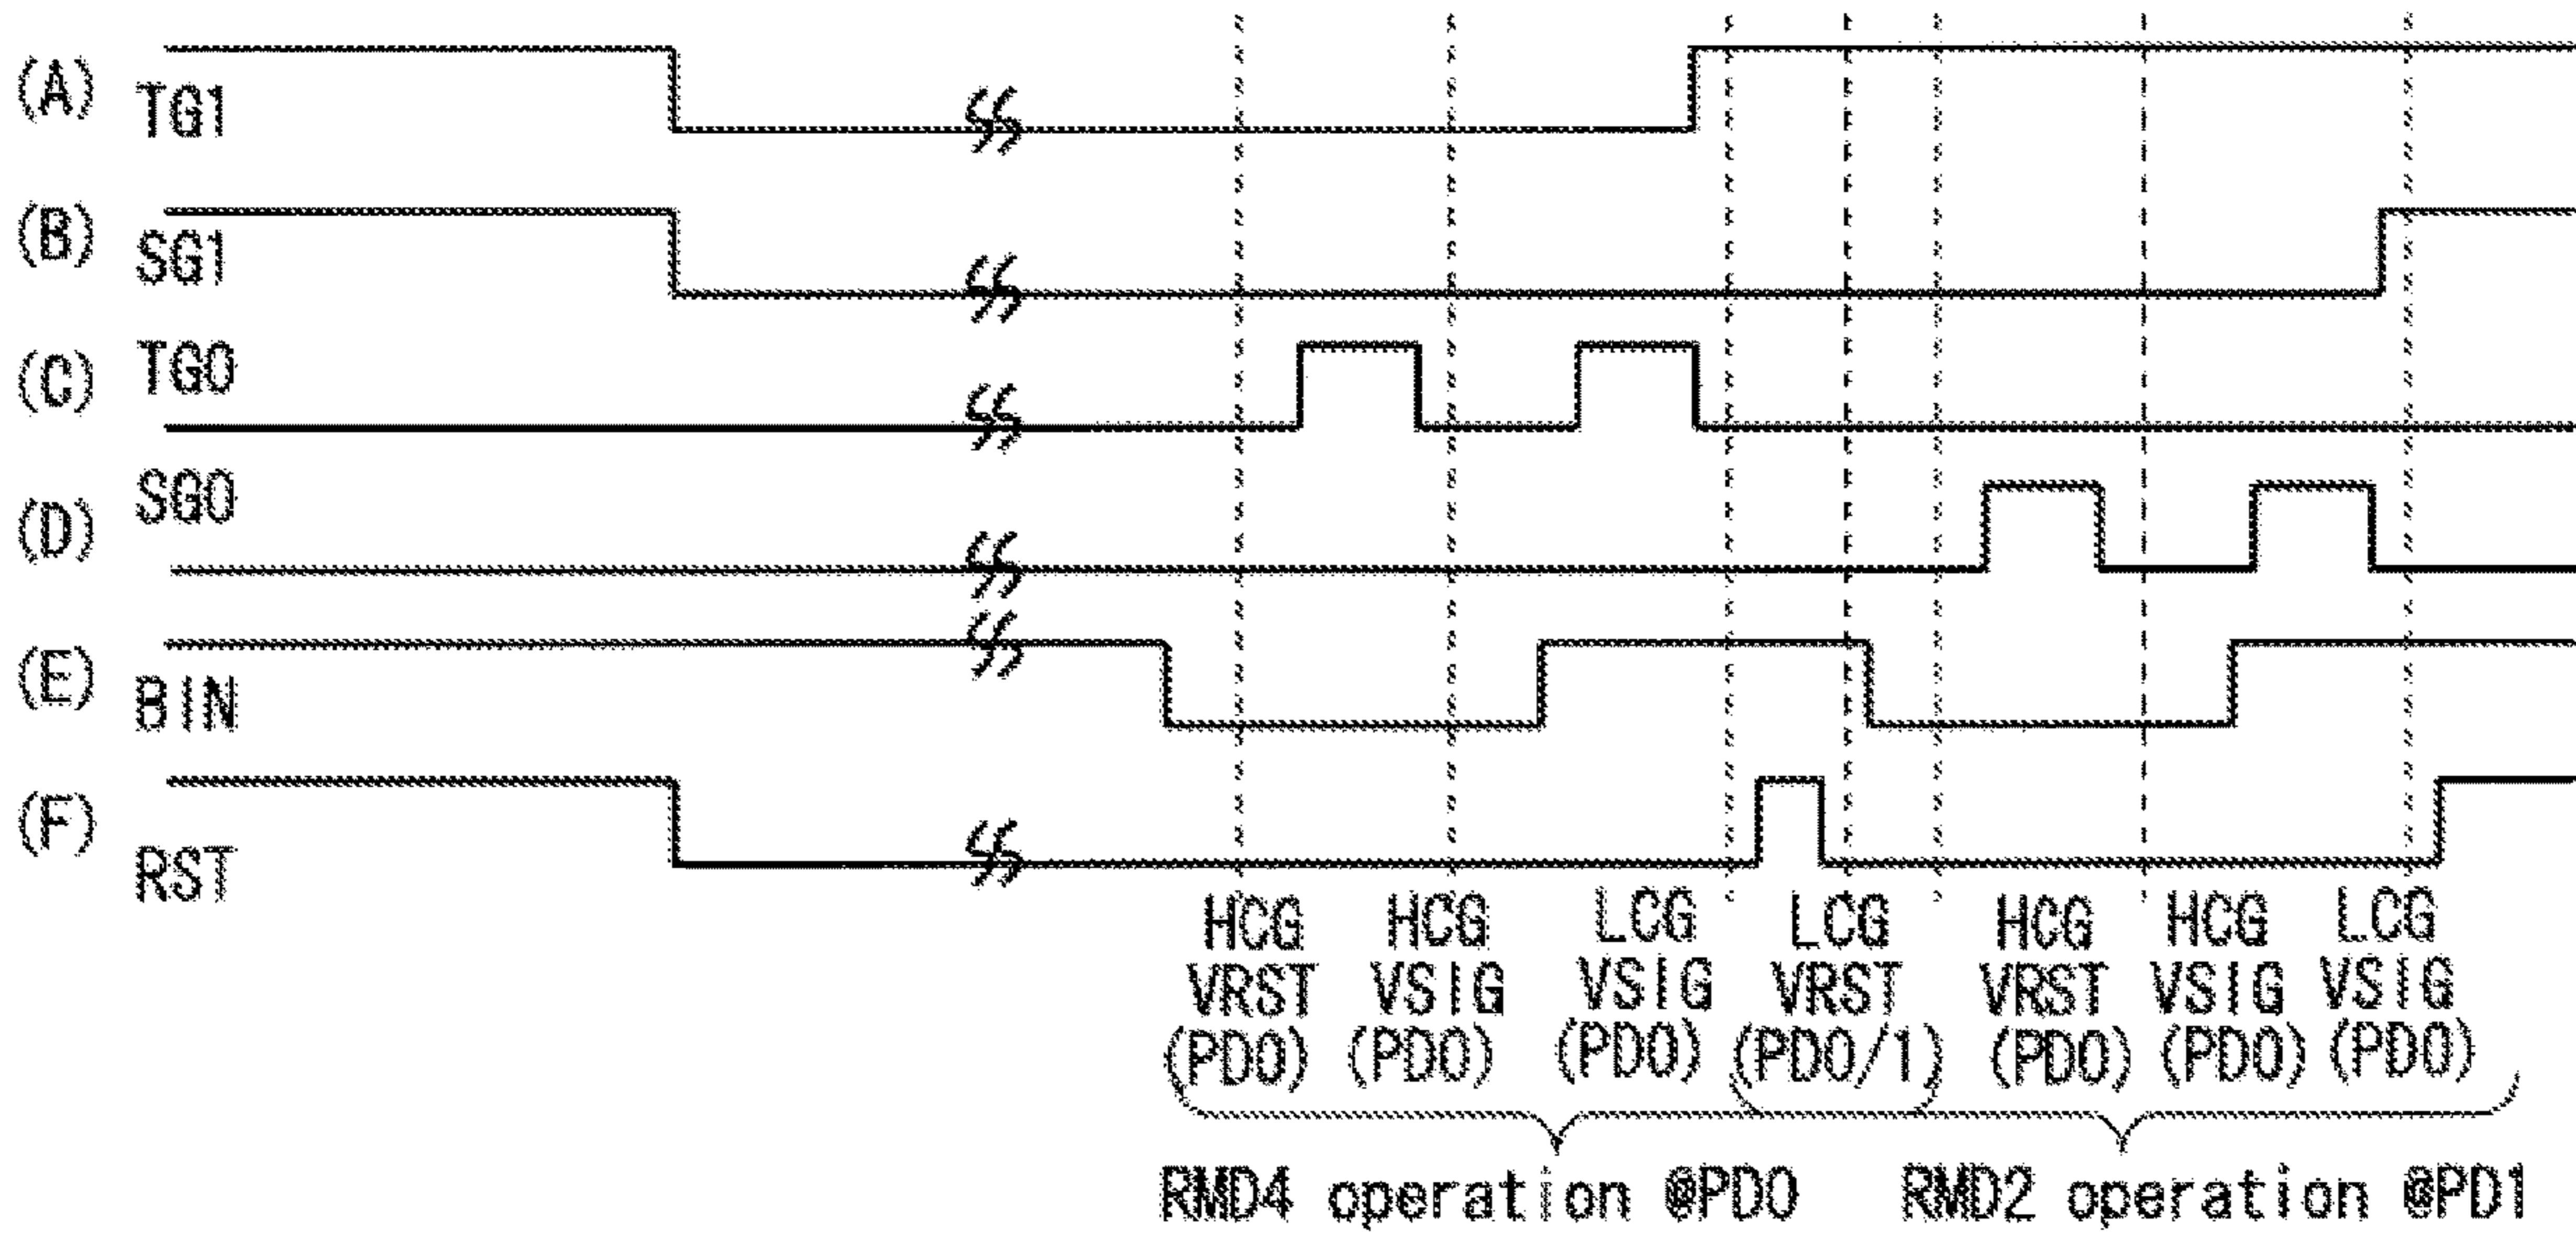 (A) TG1
(B) SG1
(C) TG0
(D) SG0
(E) BIN
(F) RST
HCG HCG LCG LCG HCG HCG LCG
VRST VSIG VSIG VRST VRST VSIG VSIG
(PD0) (PD0) (PD0) (PD0/1) (PD0) (PD0) (PD0)
RMD4 operation @PD0 RMD2 operation @PD1